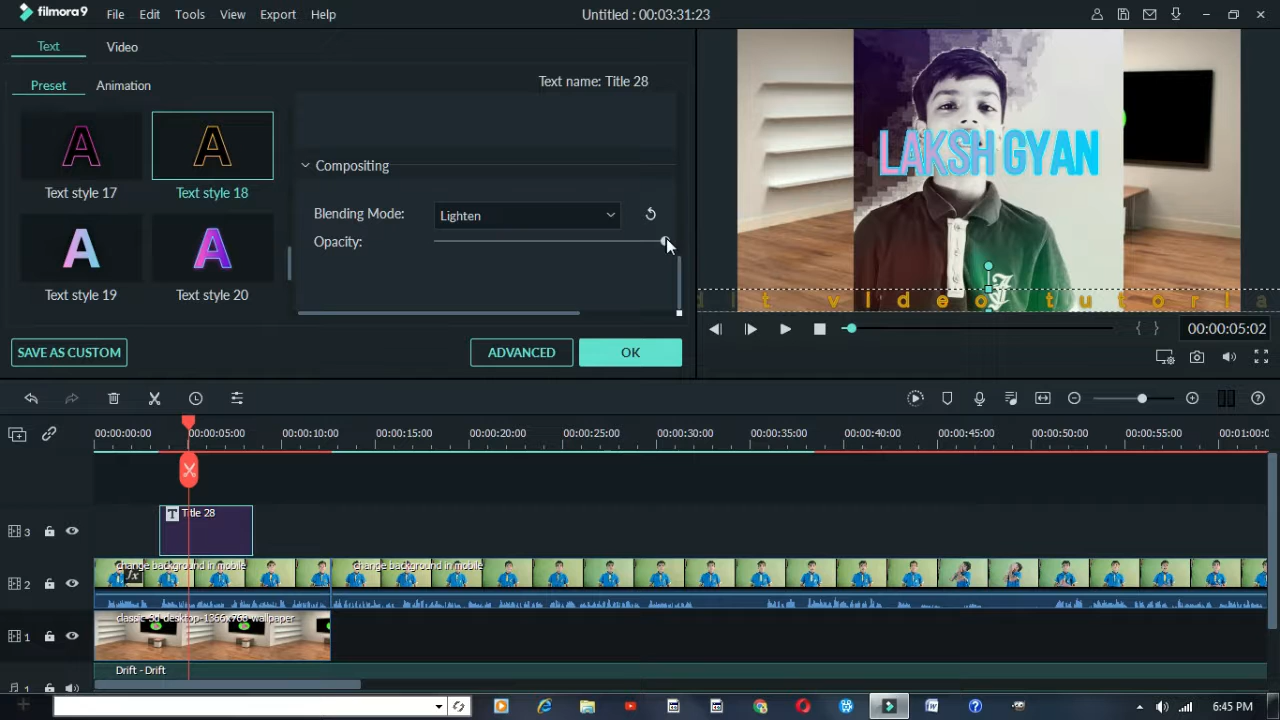 filmora9 File Edit Tools View Export Help Untitled : 00:03:31:23
Text Video
Preset Animation
Text name: Title 28
Text style 17 Text style 18
Text style 19 Text style 20
Compositing
Blending Mode: Lighten
Opacity:
SAVE AS CUSTOM ADVANCED OK
LAKSH GYAN
d i t v i d e o t u t o r i a
00:00:05:02
00:00:00:00 00:00:05:00 00:00:10:00 00:00:15:00 00:00:20:00 00:00:25:00 00:00:30:00 00:00:35:00 00:00:40:00 00:00:45:00 00:00:50:00 00:00:55:00 00:01:00:0
3 T Title 28
2 fx change background in mobile change background in mobile
1 classic-3d-desktop-1366x768-wallpaper
1 Drift - Drift
6:45 PM